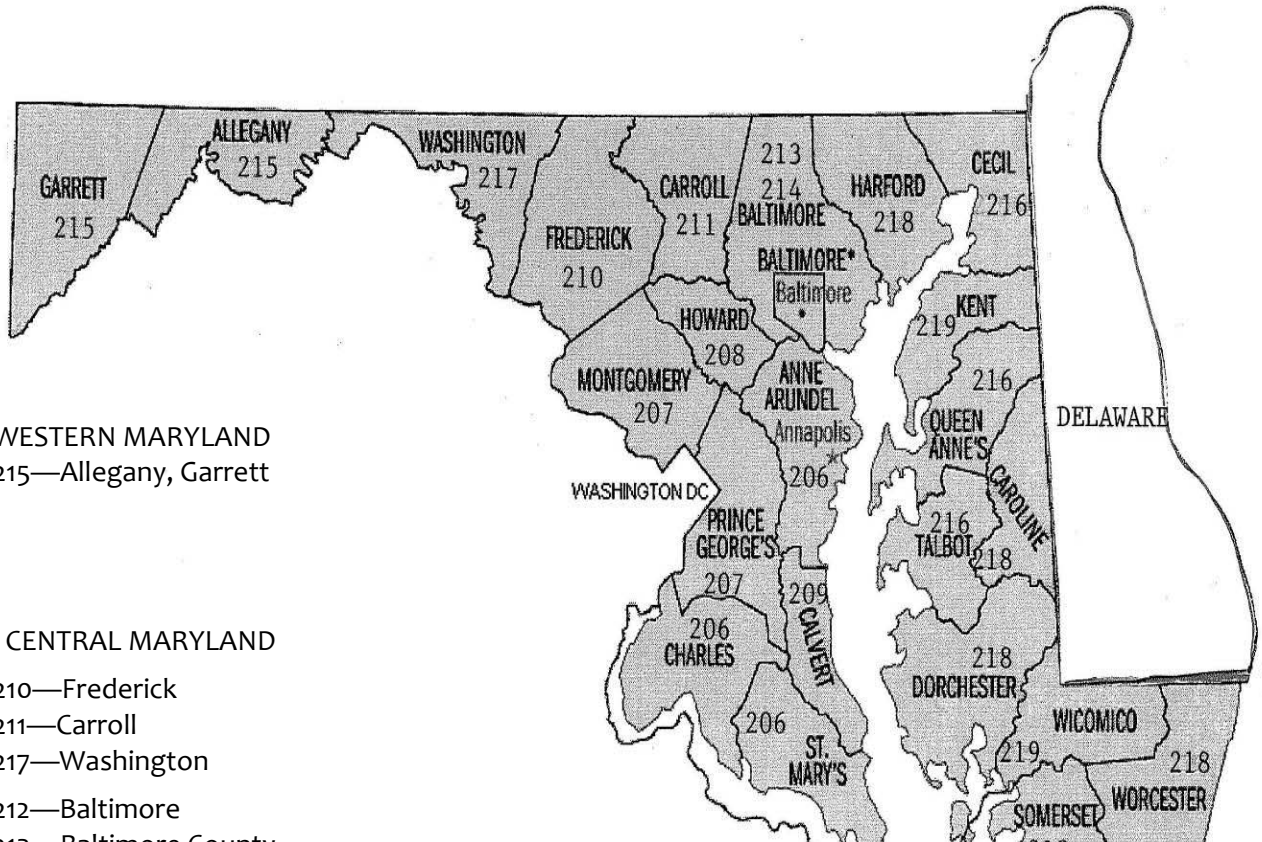 ALLEGANY
215
WASHINGTON
217
GARRETT
215
FREDERICK
210
CARROLL
211
213
214
BALTIMORE
BALTIMORE*
Baltimore
HARFORD
218
CECIL
216
KENT
219
HOWARD
208
MONTGOMERY
207
ANNE
ARUNDEL
Annapolis
206
216
QUEEN
ANNE'S
DELAWARE
WASHINGTON DC
PRINCE
GEORGE'S
207
216
TALBOT
CAROLINE
218
209
CALVERT
206
CHARLES
218
DORCHESTER
206
ST.
MARY'S
WICOMICO
219
218
WORCESTER
SOMERSET
WESTERN MARYLAND
215—Allegany, Garrett
CENTRAL MARYLAND
210—Frederick
211—Carroll
217—Washington
212—Baltimore
213—Baltimore County